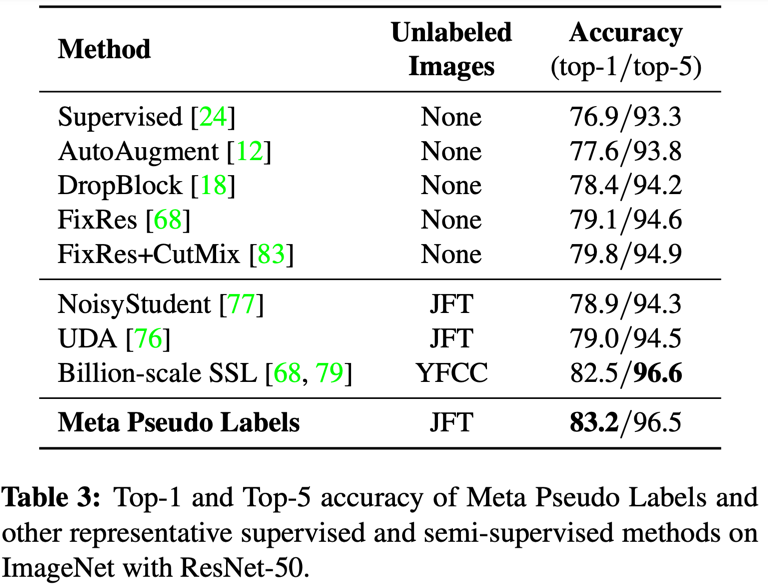 Method Unlabeled Images Accuracy (top-1/top-5)
Supervised [24] None 76.9/93.3
AutoAugment [12] None 77.6/93.8
DropBlock [18] None 78.4/94.2
FixRes [68] None 79.1/94.6
FixRes+CutMix [83] None 79.8/94.9
NoisyStudent [77] JFT 78.9/94.3
UDA [76] JFT 79.0/94.5
Billion-scale SSL [68, 79] YFCC 82.5/96.6
Meta Pseudo Labels JFT 83.2/96.5
Table 3: Top-1 and Top-5 accuracy of Meta Pseudo Labels and
other representative supervised and semi-supervised methods on
ImageNet with ResNet-50.